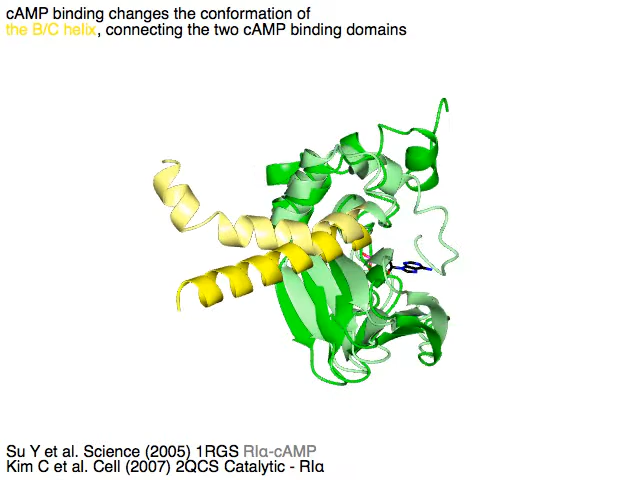 cAMP binding changes the conformation of
the B/C helix, connecting the two cAMP binding domains
Su Y et al. Science (2005) 1RGS RIα-cAMP
Kim C et al. Cell (2007) 2QCS Catalytic - RIα